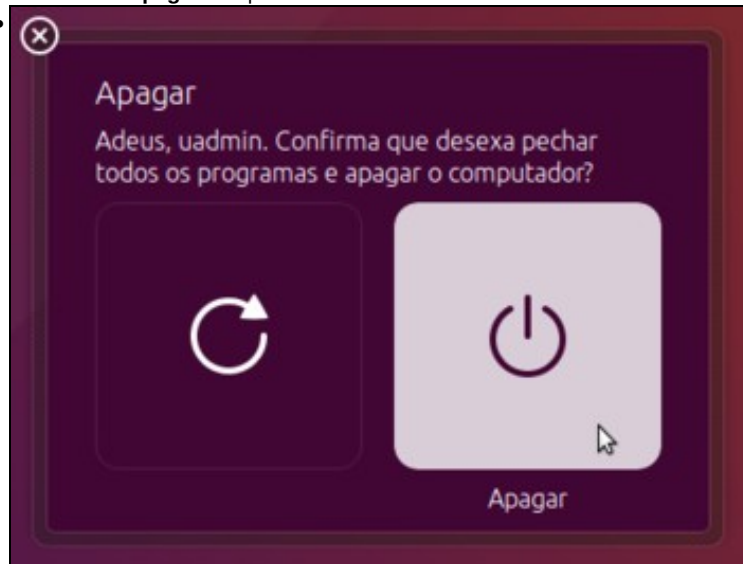 Apagar
Adeus, uadmin. Confirma que desexa pechar
todos os programas e apagar o computador?
Apagar